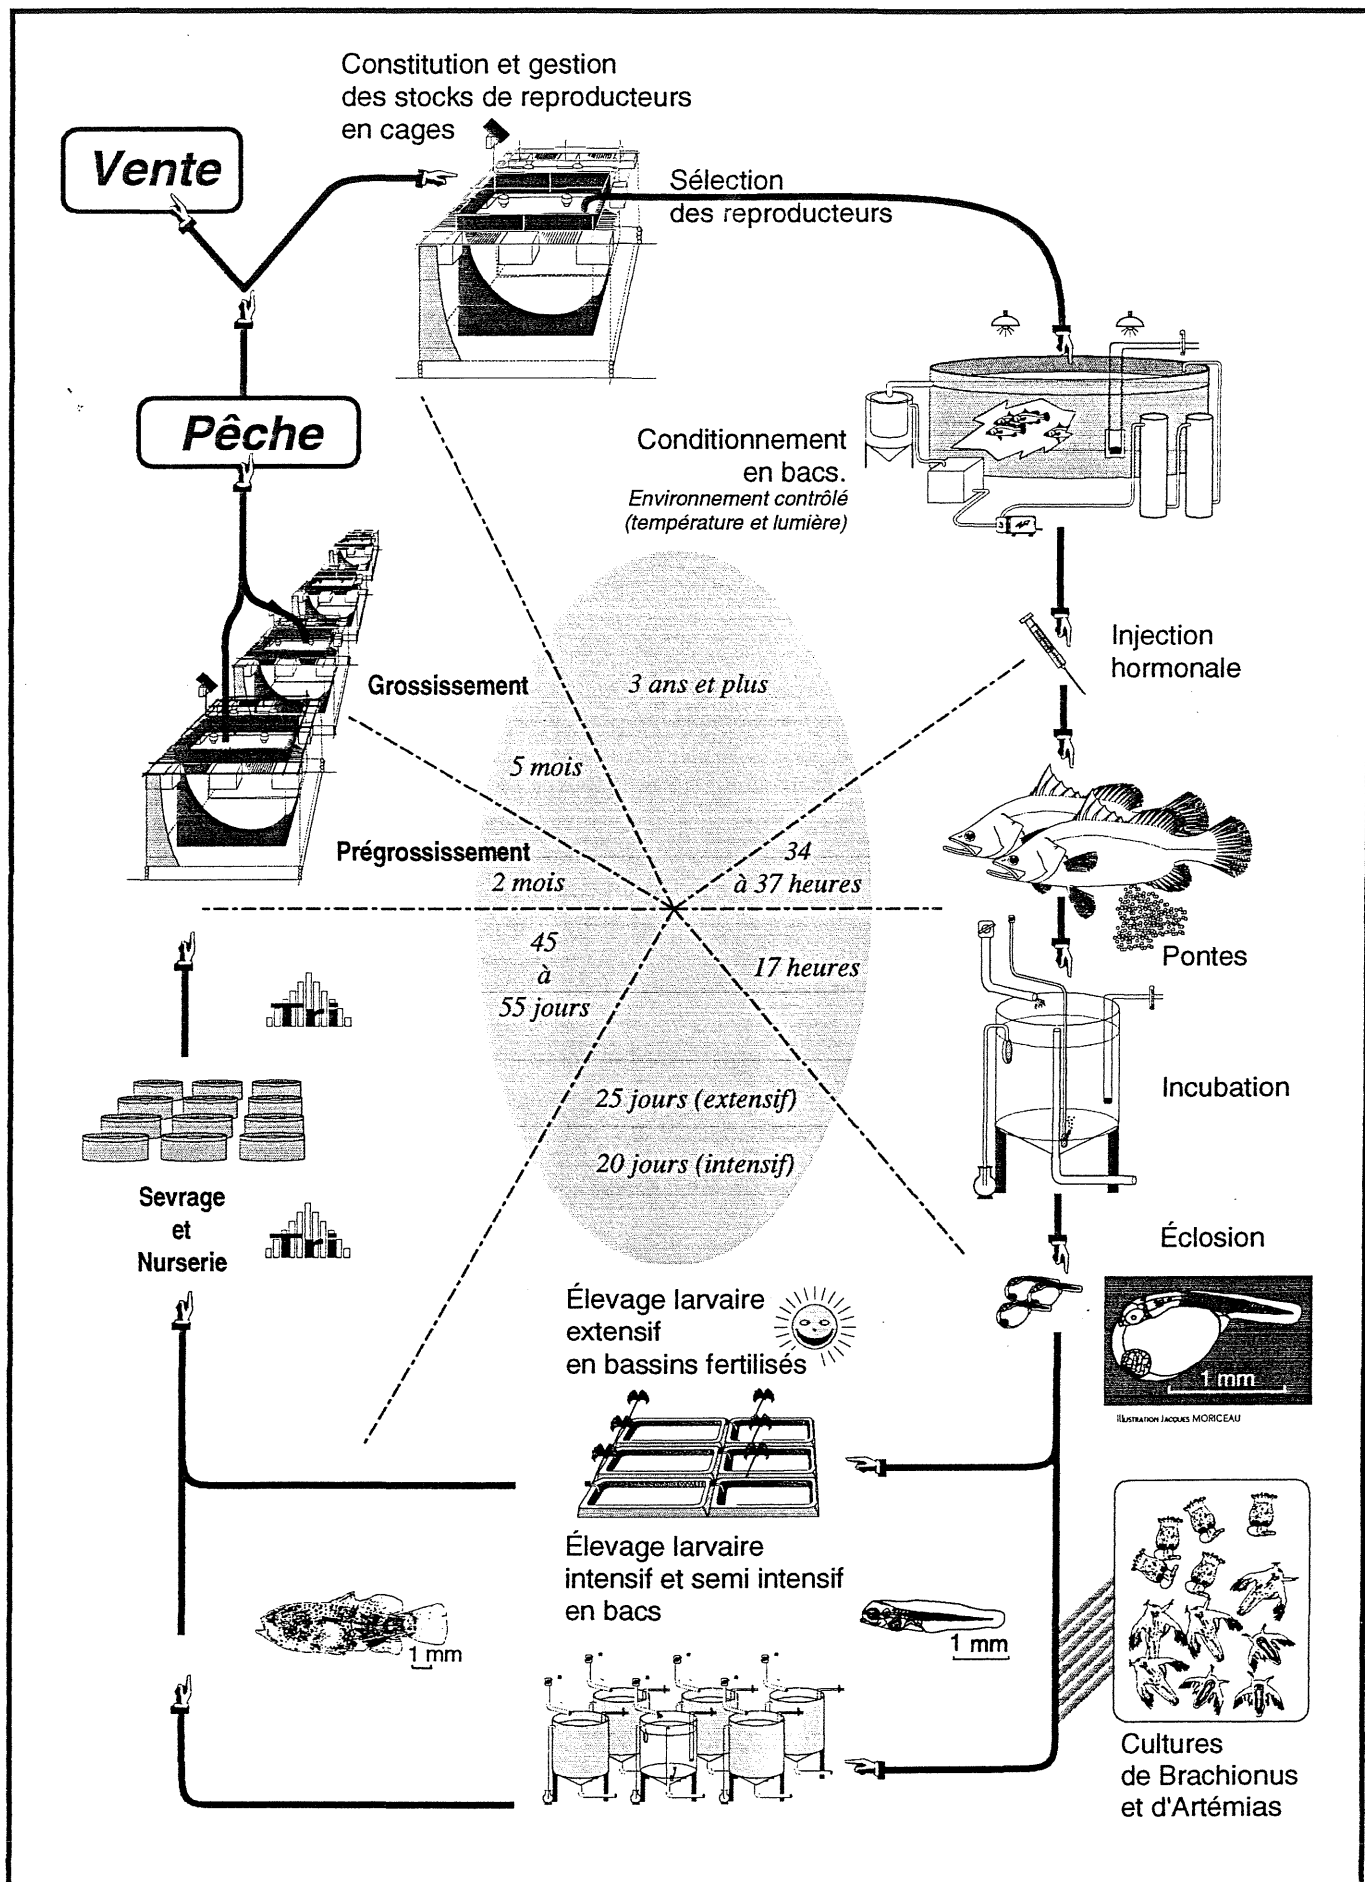 Constitution et gestion
des stocks de reproducteurs
en cages
Vente
Sélection
des reproducteurs
Pêche
Conditionnement
en bacs.
Environnement contrôlé
(température et lumière)
Injection
hormonale
Grossissement
3 ans et plus
5 mois
Prégrossissement
2 mois
34
à 37 heures
45
à
55 jours
17 heures
Pontes
25 jours (extensif)
20 jours (intensif)
Incubation
Sevrage
et
Nurserie
Éclosion
Élevage larvaire
extensif
en bassins fertilisés
1 mm
Illustration Jacques MORICEAU
Élevage larvaire
intensif et semi intensif
en bacs
1 mm
1 mm
Cultures
de Brachionus
et d'Artémias